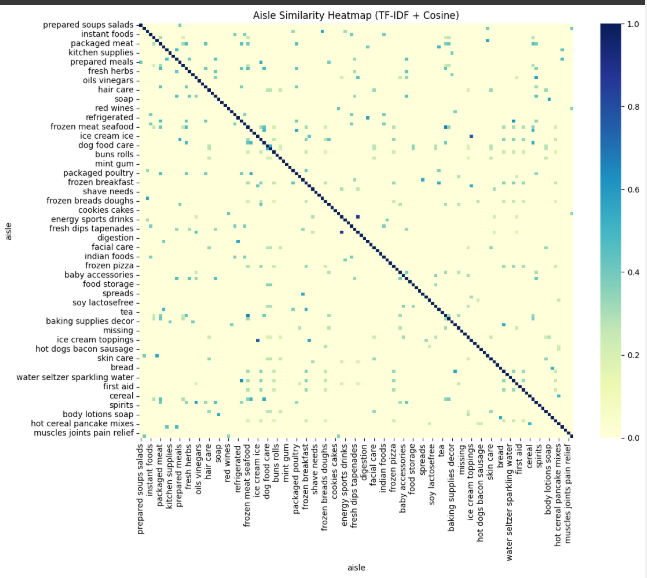 Aisle Similarity Heatmap (TF-IDF + Cosine)
prepared soups salads
instant foods
packaged meat
kitchen supplies
prepared meals
fresh herbs
oils vinegars
hair care
soap
red wines
refrigerated
frozen meat seafood
ice cream ice
dog food care
buns rolls
mint gum
packaged poultry
frozen breakfast
shave needs
frozen breads doughs
cookies cakes
energy sports drinks
fresh dips tapenades
digestion
facial care
indian foods
frozen pizza
baby accessories
food storage
spreads
soy lactosefree
tea
baking supplies decor
missing
ice cream toppings
hot dogs bacon sausage
skin care
bread
water seltzer sparkling water
first aid
cereal
spirits
body lotions soap
hot cereal pancake mixes
muscles joints pain relief
aisle
prepared soups salads
instant foods
packaged meat
kitchen supplies
prepared meals
fresh herbs
oils vinegars
hair care
soap
red wines
refrigerated
frozen meat seafood
ice cream ice
dog food care
buns rolls
mint gum
packaged poultry
frozen breakfast
shave needs
frozen breads doughs
cookies cakes
energy sports drinks
fresh dips tapenades
digestion
facial care
indian foods
frozen pizza
baby accessories
food storage
spreads
soy lactosefree
tea
baking supplies decor
missing
ice cream toppings
hot dogs bacon sausage
skin care
bread
water seltzer sparkling water
first aid
cereal
spirits
body lotions soap
hot cereal pancake mixes
muscles joints pain relief
aisle
1.0
0.8
0.6
0.4
0.2
0.0